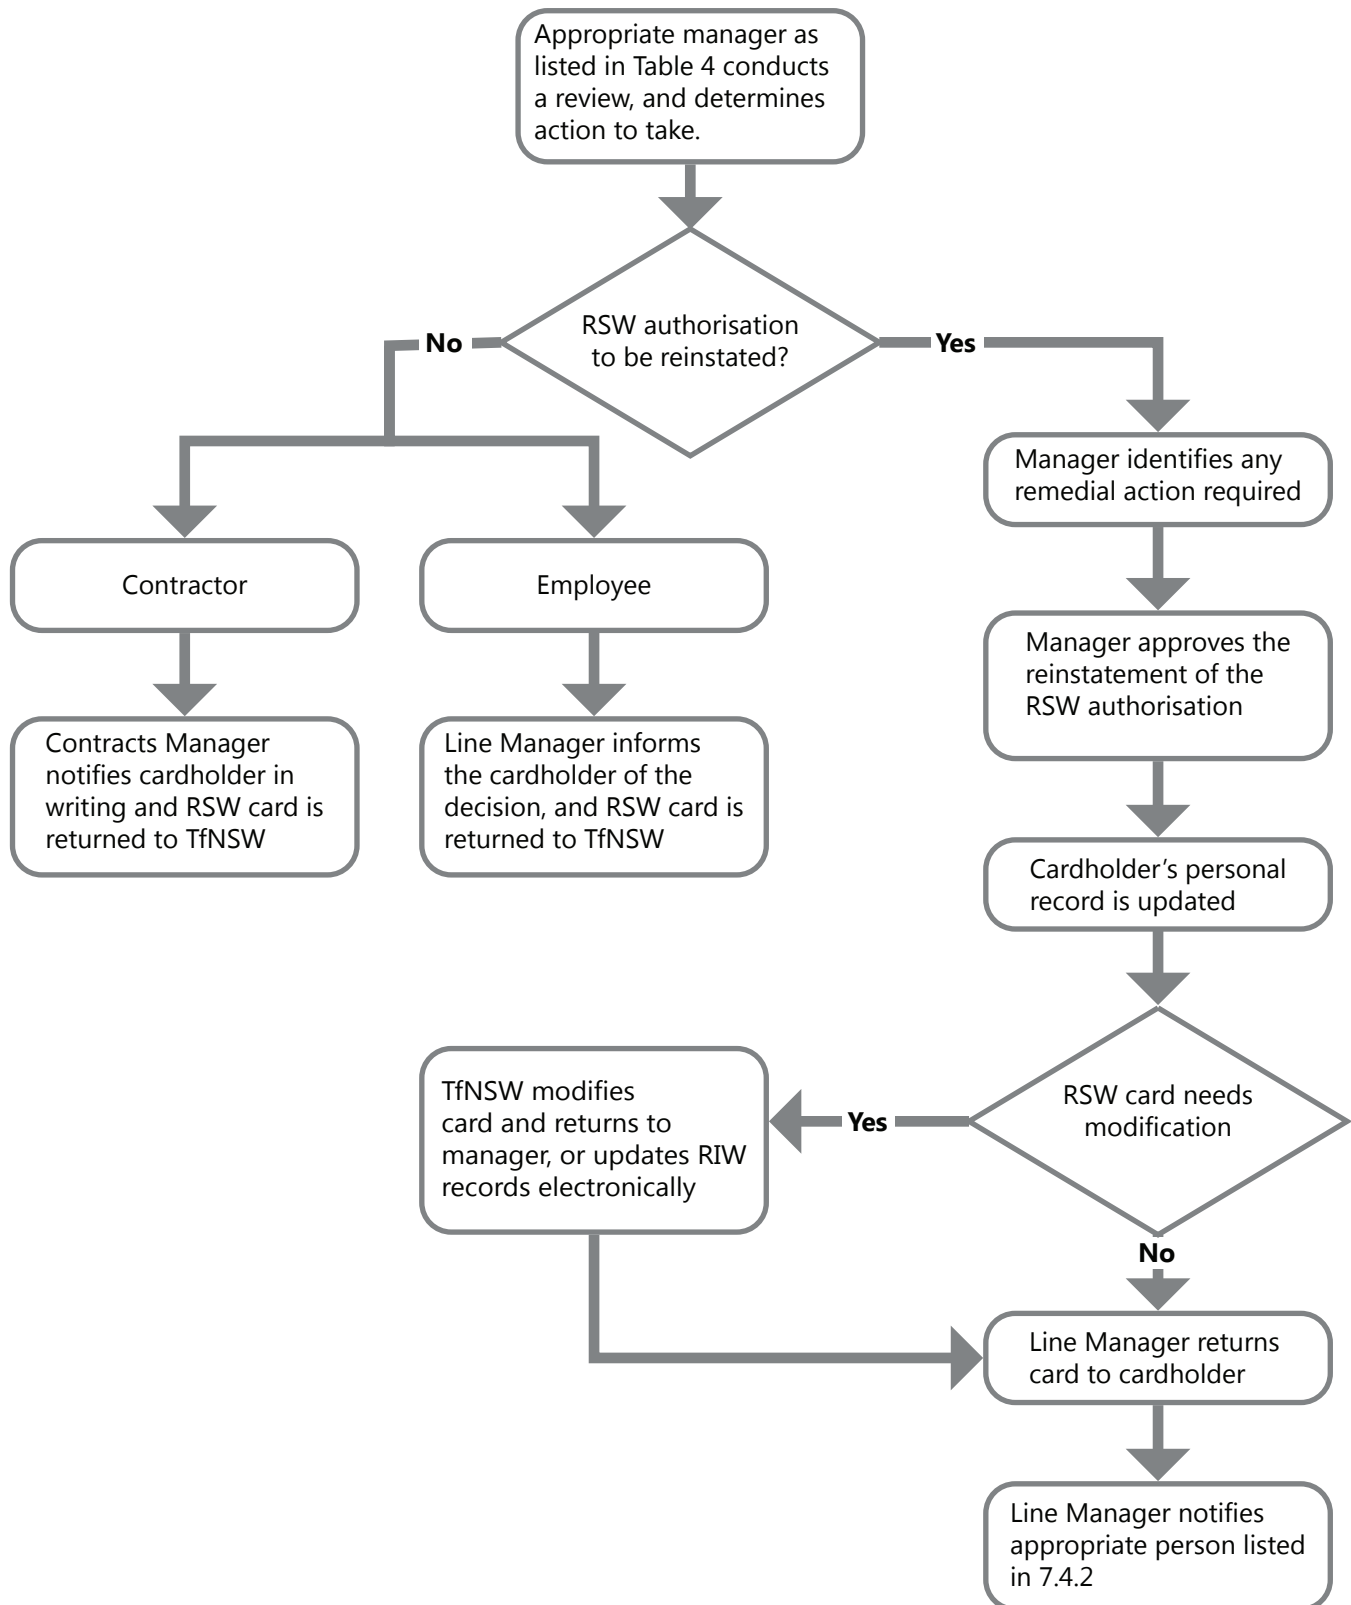 Appropriate manager as
listed in Table 4 conducts
a review, and determines
action to take.
RSW authorisation
to be reinstated?
No
Yes
Manager identifies any
remedial action required
Contractor
Employee
Manager approves the
reinstatement of the
RSW authorisation
Contracts Manager
notifies cardholder in
writing and RSW card is
returned to TfNSW
Line Manager informs
the cardholder of the
decision, and RSW card is
returned to TfNSW
Cardholder’s personal
record is updated
RSW card needs
modification
Yes
TfNSW modifies
card and returns to
manager, or updates RIW
records electronically
No
Line Manager returns
card to cardholder
Line Manager notifies
appropriate person listed
in 7.4.2